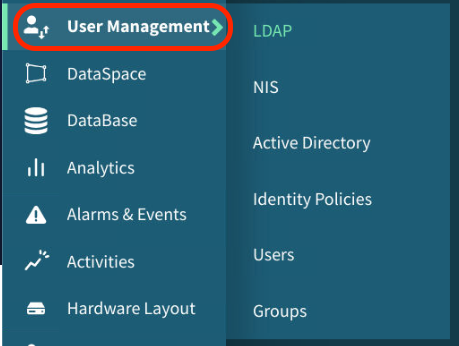 User Management
DataSpace
DataBase
Analytics
Alarms & Events
Activities
Hardware Layout
LDAP
NIS
Active Directory
Identity Policies
Users
Groups